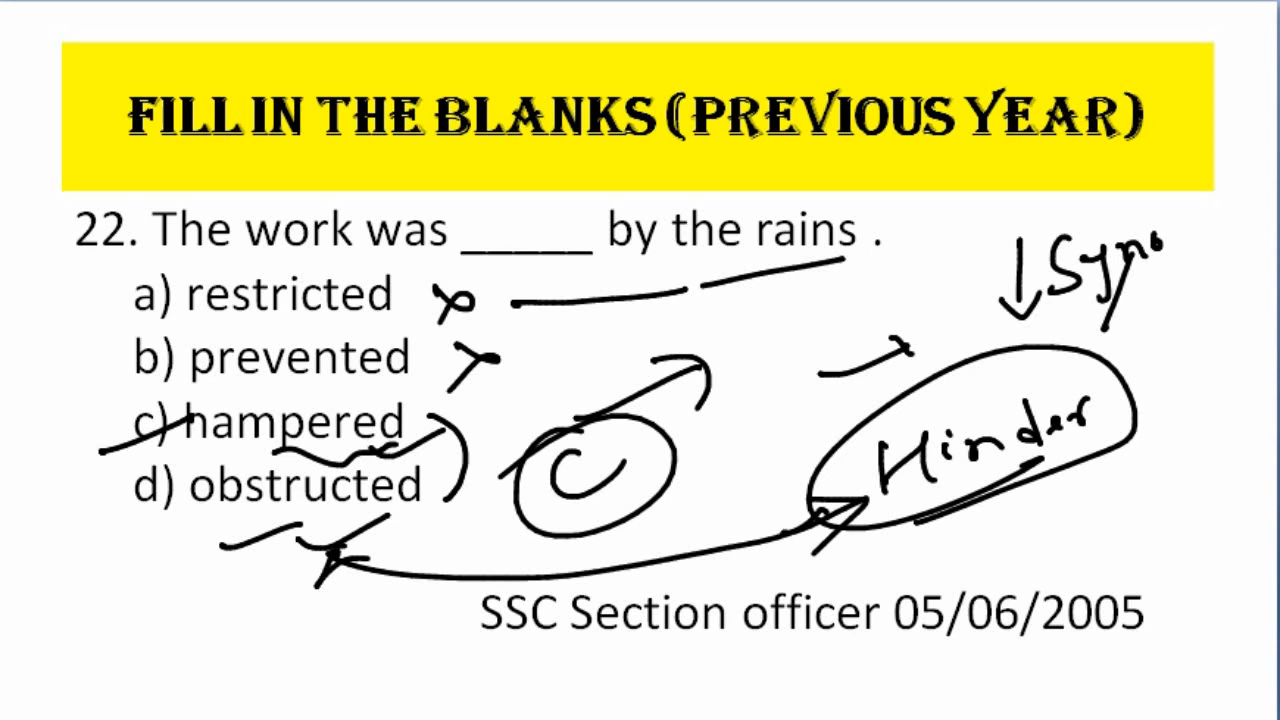 FILL IN THE BLANKS (PREVIOUS YEAR)
22. The work was _____ by the rains .
a) restricted
b) prevented
c) hampered
d) obstructed
Syno
Hinder
C
SSC Section officer 05/06/2005